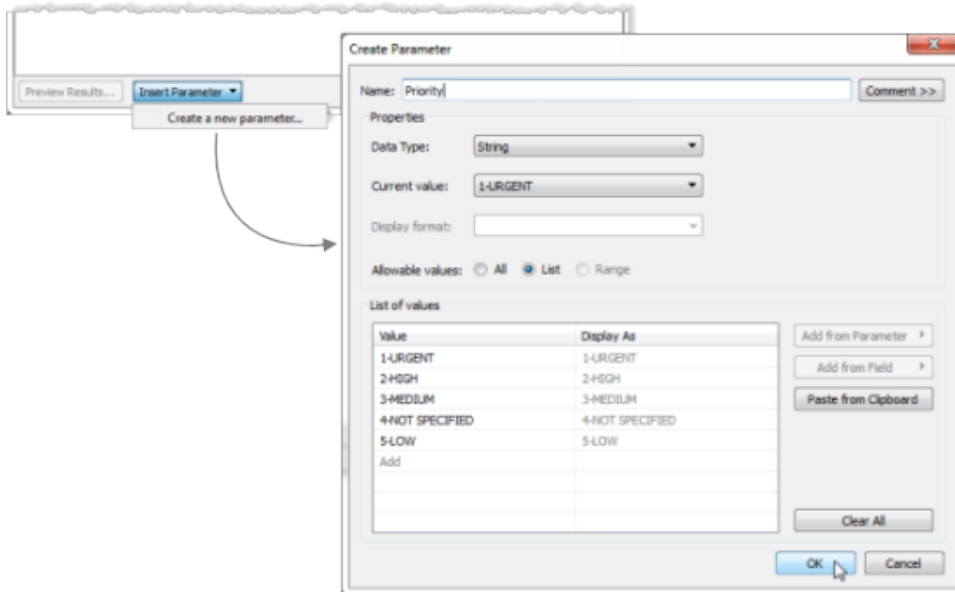 Preview Results...
Insert Parameter
Create a new parameter...
Create Parameter
Name: Priority
Comment >>
Properties
Data Type: String
Current value: 1-URGENT
Display format:
Allowable values: All List Range
List of values
Value Display As
1-URGENT 1-URGENT
2-HIGH 2-HIGH
3-MEDIUM 3-MEDIUM
4-NOT SPECIFIED 4-NOT SPECIFIED
5-LOW 5-LOW
Add
Add from Parameter
Add from Field
Paste from Clipboard
Clear All
OK Cancel